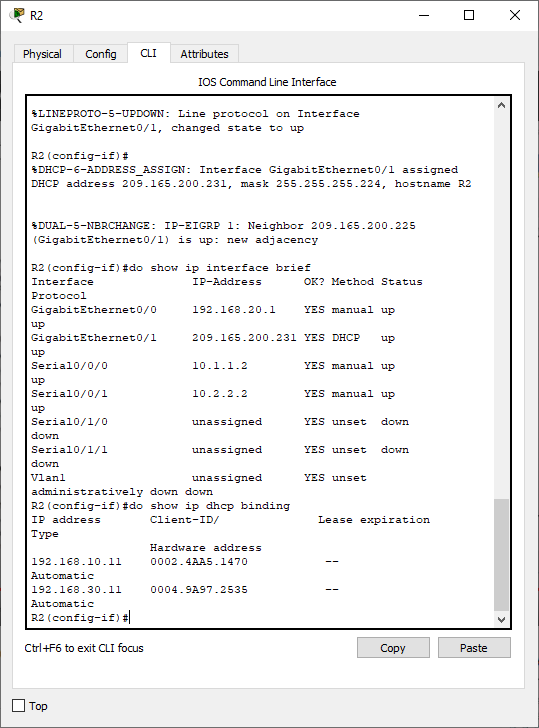 R2
Physical Config CLI Attributes
IOS Command Line Interface
%LINEPROTO-5-UPDOWN: Line protocol on Interface
GigabitEthernet0/1, changed state to up
R2(config-if)#
%DHCP-6-ADDRESS_ASSIGN: Interface GigabitEthernet0/1 assigned
DHCP address 209.165.200.231, mask 255.255.255.224, hostname R2
%DUAL-5-NBRCHANGE: IP-EIGRP 1: Neighbor 209.165.200.225
(GigabitEthernet0/1) is up: new adjacency
R2(config-if)#do show ip interface brief
Interface IP-Address OK? Method Status
Protocol
GigabitEthernet0/0 192.168.20.1 YES manual up
up
GigabitEthernet0/1 209.165.200.231 YES DHCP up
up
Serial0/0/0 10.1.1.2 YES manual up
up
Serial0/0/1 10.2.2.2 YES manual up
up
Serial0/1/0 unassigned YES unset down
down
Serial0/1/1 unassigned YES unset down
down
Vlan1 unassigned YES unset
administratively down down
R2(config-if)#do show ip dhcp binding
IP address Client-ID/ Lease expiration
Type
Hardware address
192.168.10.11 0002.4AA5.1470 --
Automatic
192.168.30.11 0004.9A97.2535 --
Automatic
R2(config-if)#
Ctrl+F6 to exit CLI focus
Copy Paste
Top